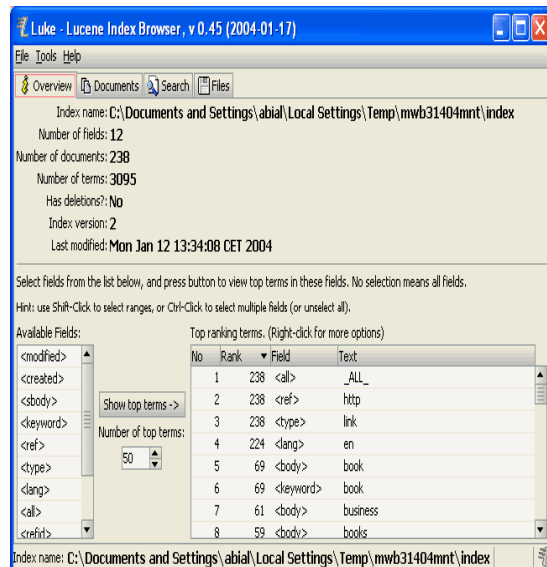 Luke - Lucene Index Browser, v 0.45 (2004-01-17)
File Tools Help
Overview Documents Search Files
Index name: C:\Documents and Settings\abial\Local Settings\Temp\mwb31404mnt\index
Number of fields: 12
Number of documents: 238
Number of terms: 3095
Has deletions?: No
Index version: 2
Last modified: Mon Jan 12 13:34:08 CET 2004
Select fields from the list below, and press button to view top terms in these fields. No selection means all fields.
Hint: use Shift-Click to select ranges, or Ctrl-Click to select multiple fields (or unselect all).
Available Fields:
<modified>
<created>
<sbody>
<keyword>
<ref>
<type>
<lang>
<all>
<refid>
Show top terms ->
Number of top terms:
50
Top ranking terms. (Right-click for more options)
No Rank Field Text
1 238 <all> _ALL_
2 238 <ref> http
3 238 <type> link
4 224 <lang> en
5 69 <body> book
6 69 <keyword> book
7 61 <body> business
8 59 <body> books
Index name: C:\Documents and Settings\abial\Local Settings\Temp\mwb31404mnt\index